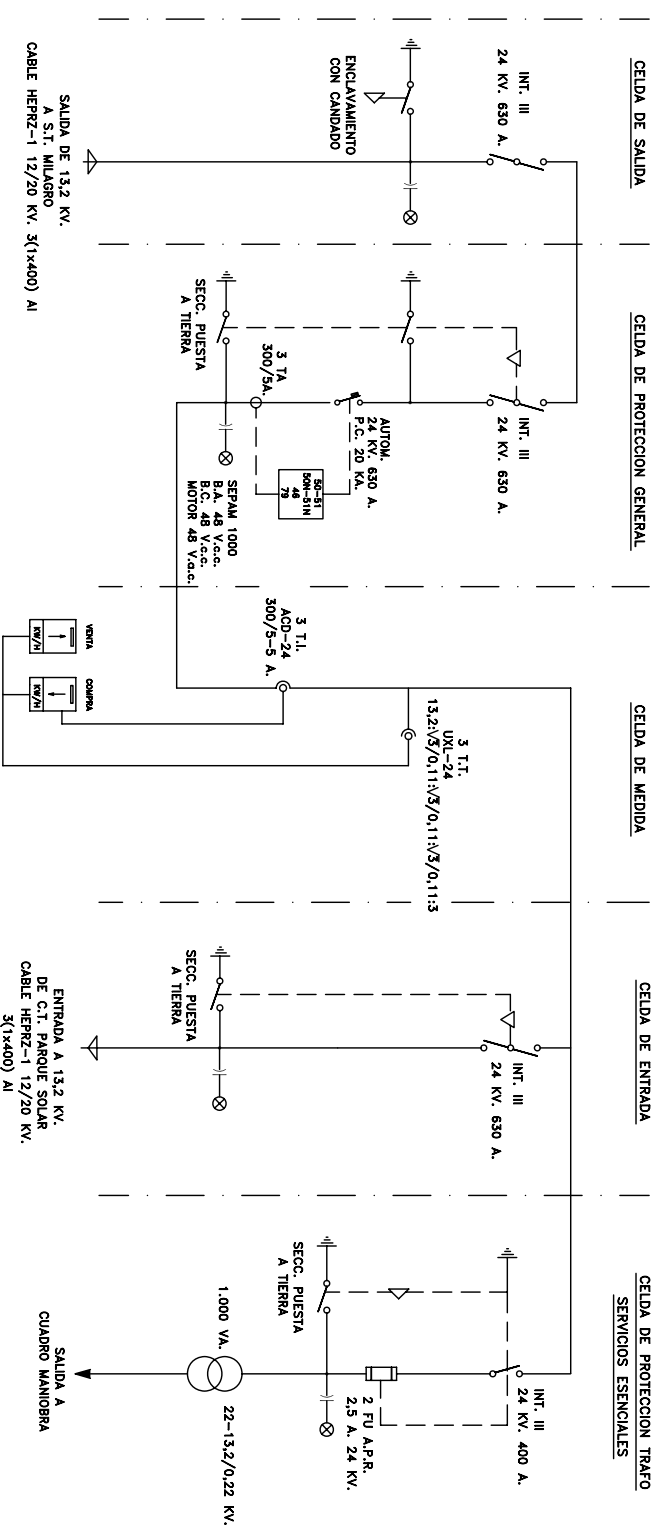 CELDA DE SALIDA
INT. III
24 KV. 630 A.
ENCLAVAMIENTO
CON CANDADO
SALIDA DE 13,2 KV.
A S.T. MILAGRO
CABLE HEPRZ-1 12/20 KV. 3(1x400) Al
CELDA DE PROTECCION GENERAL
INT. III
24 KV. 630 A.
AUTOM.
24 KV. 630 A.
P.C. 20 KA.
50-51
50N-51N
46
79
3 TA
300/5A.
SECC. PUESTA
A TIERRA
SEPAM 1000
B.A. 48 V.c.c.
B.C. 48 V.c.c.
MOTOR 48 V.a.c.
CELDA DE MEDIDA
3 T.T.
UXL-24
13,2:√3/0,11:√3/0,11:√3/0,11:3
3 T.I.
ACD-24
300/5-5 A.
VENTA
KW/H
COMPRA
KW/H
CELDA DE ENTRADA
INT. III
24 KV. 630 A.
SECC. PUESTA
A TIERRA
ENTRADA A 13,2 KV.
DE C.T. PARQUE SOLAR
CABLE HEPRZ-1 12/20 KV.
3(1x400) Al
CELDA DE PROTECCION TRAFO
SERVICIOS ESENCIALES
INT. III
24 KV. 400 A.
2 FU A.P.R.
2,5 A. 24 KV.
SECC. PUESTA
A TIERRA
1.000 VA.
22-13,2/0,22 KV.
SALIDA A
CUADRO MANIOBRA